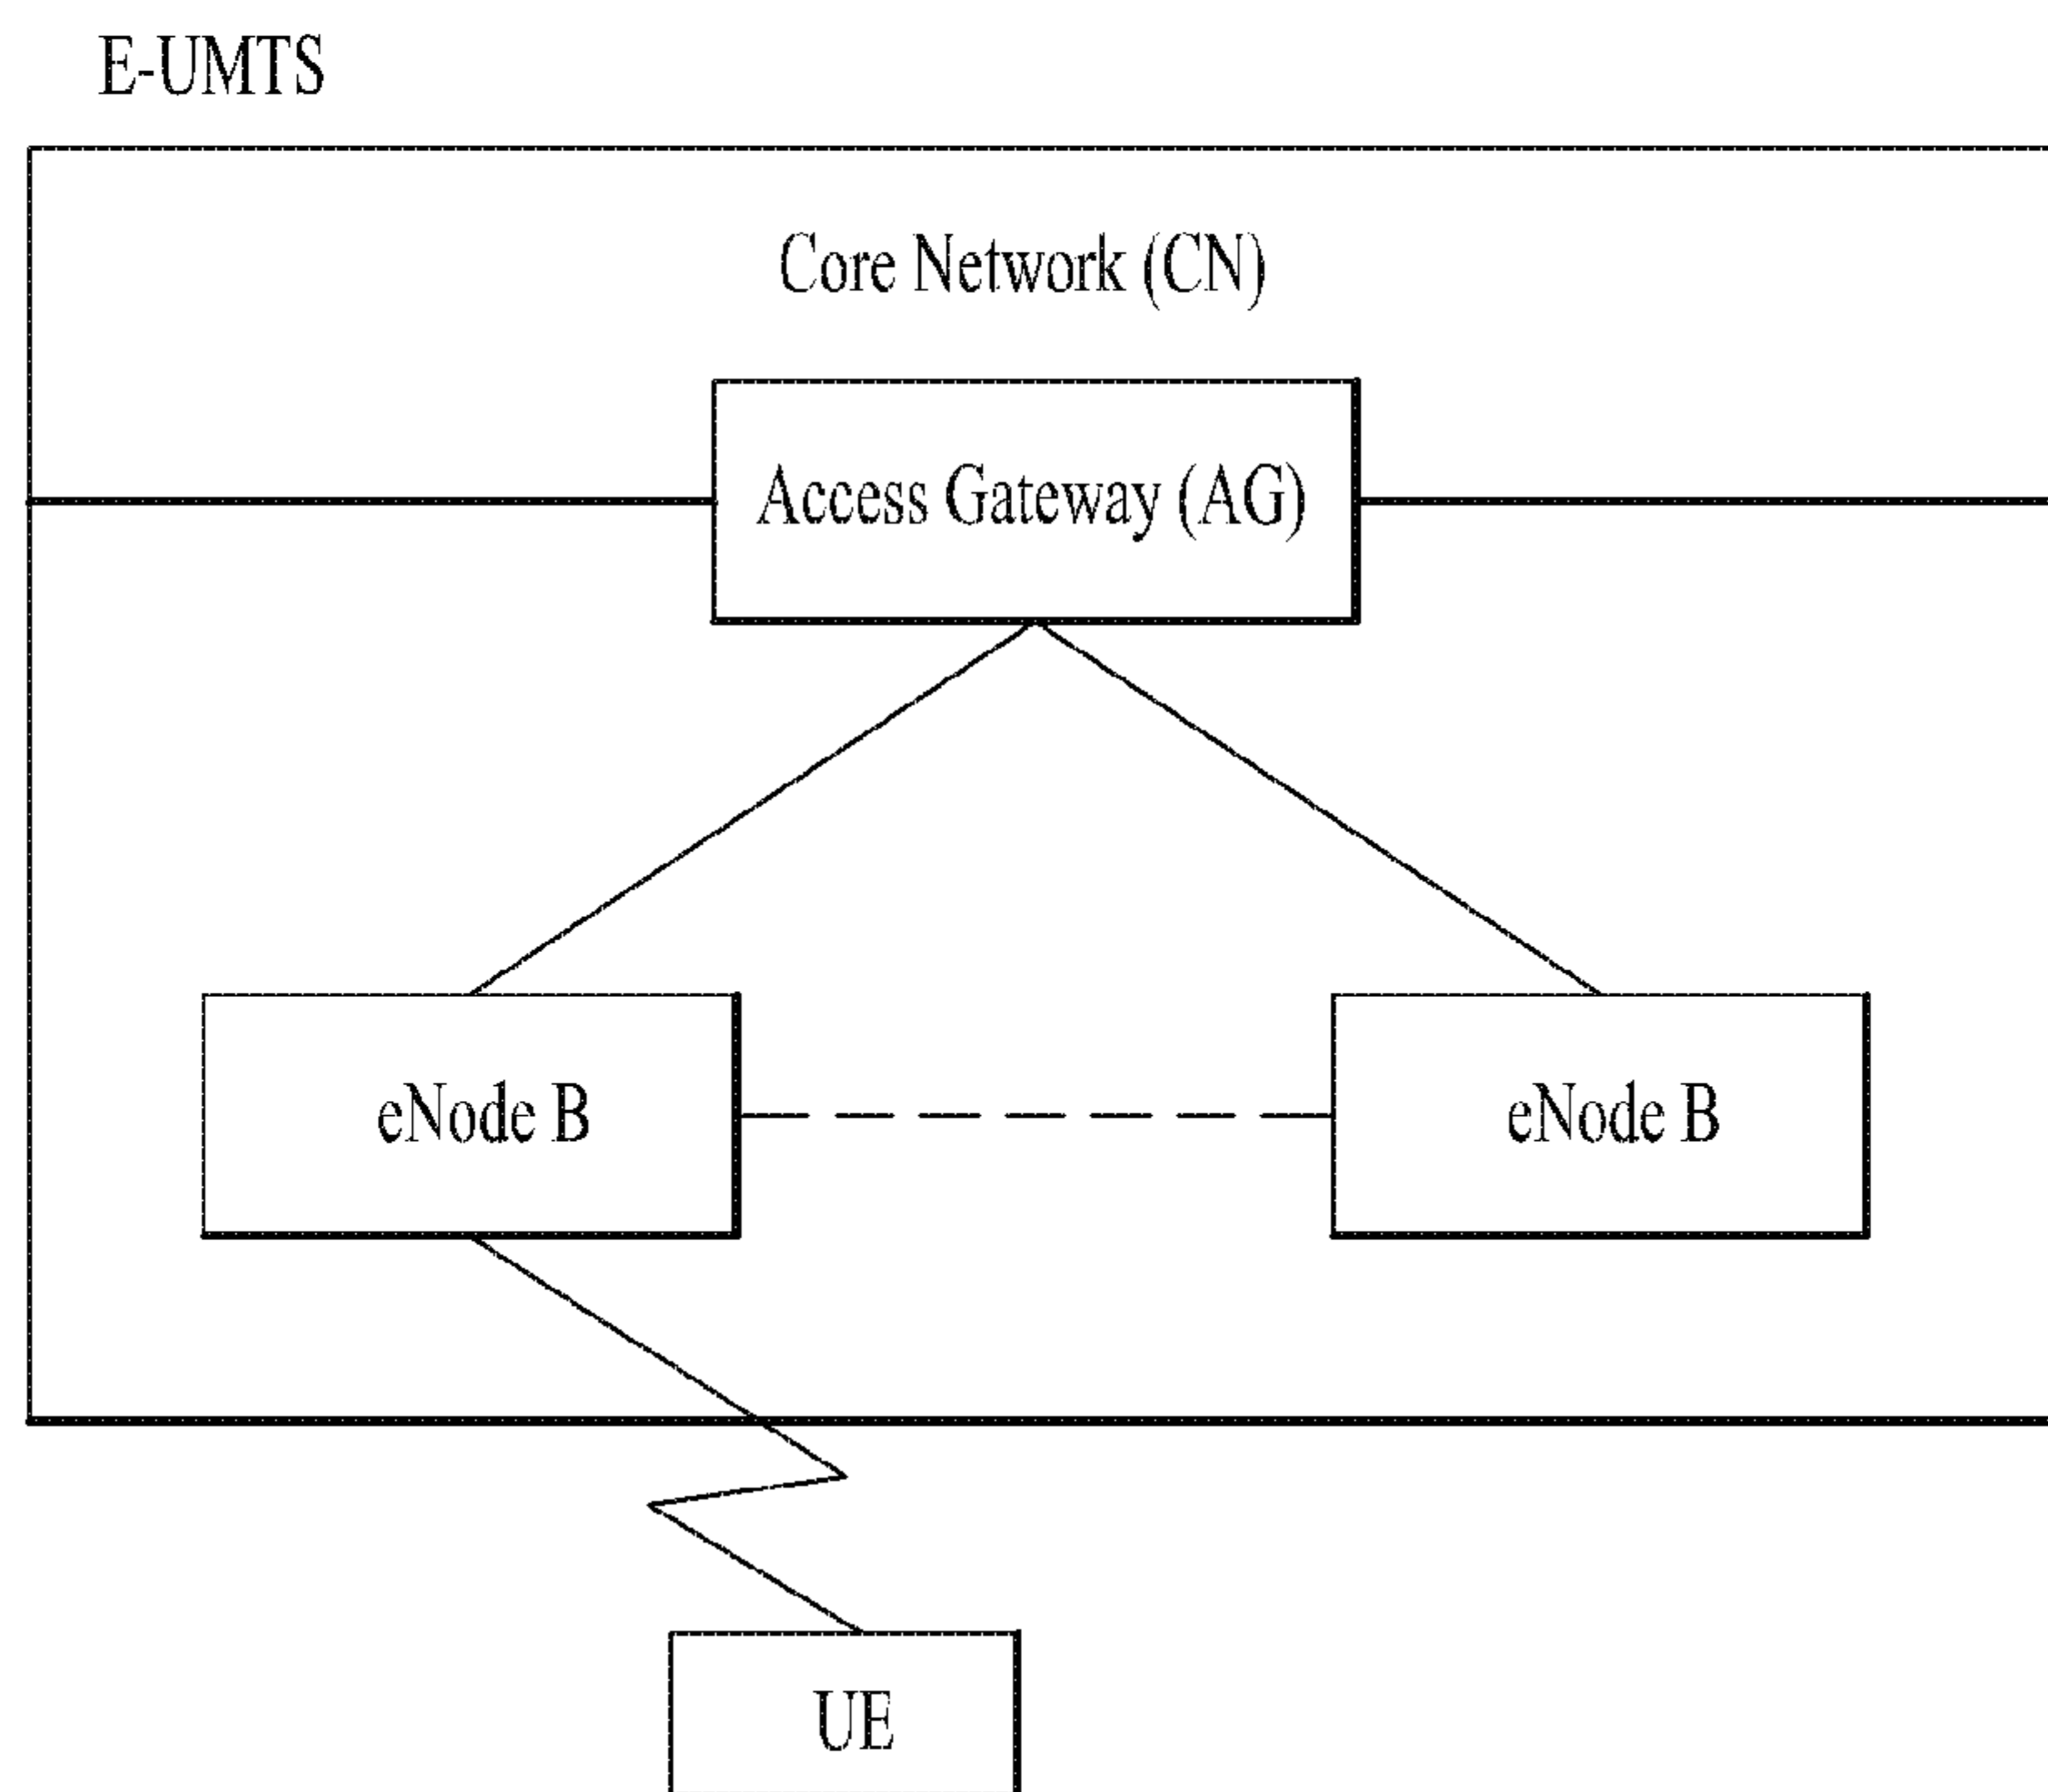 E-UMTS
Core Network (CN)
Access Gateway (AG)
eNode B
eNode B
UE